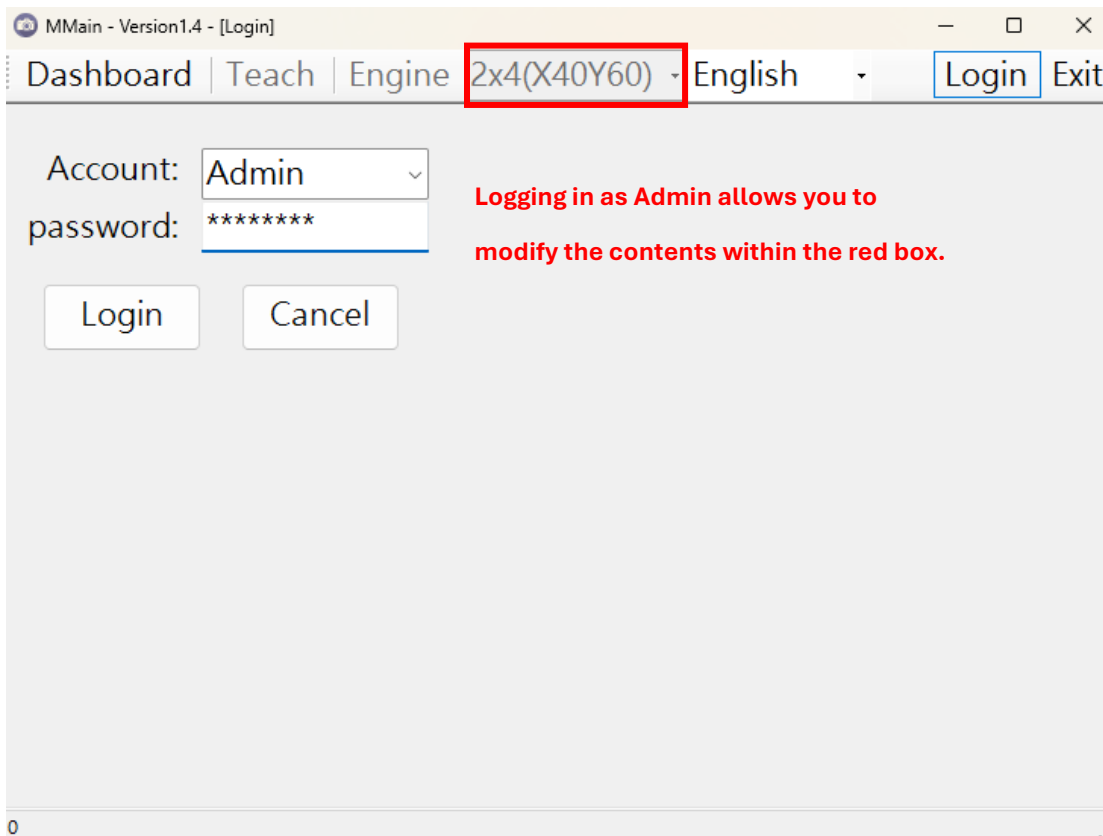 MMain - Version1.4 - [Login]
Dashboard Teach Engine 2x4(X40Y60) English Login Exit
Account: Admin
password: ********
Logging in as Admin allows you to
modify the contents within the red box.
Login Cancel
0